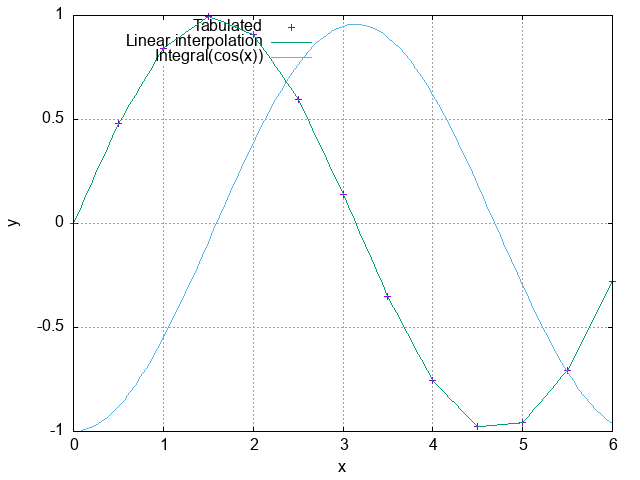 Tabulated
Linear interpolation
Integral(cos(x))
1
0.5
0
-0.5
-1
y
0 1 2 3 4 5 6
x